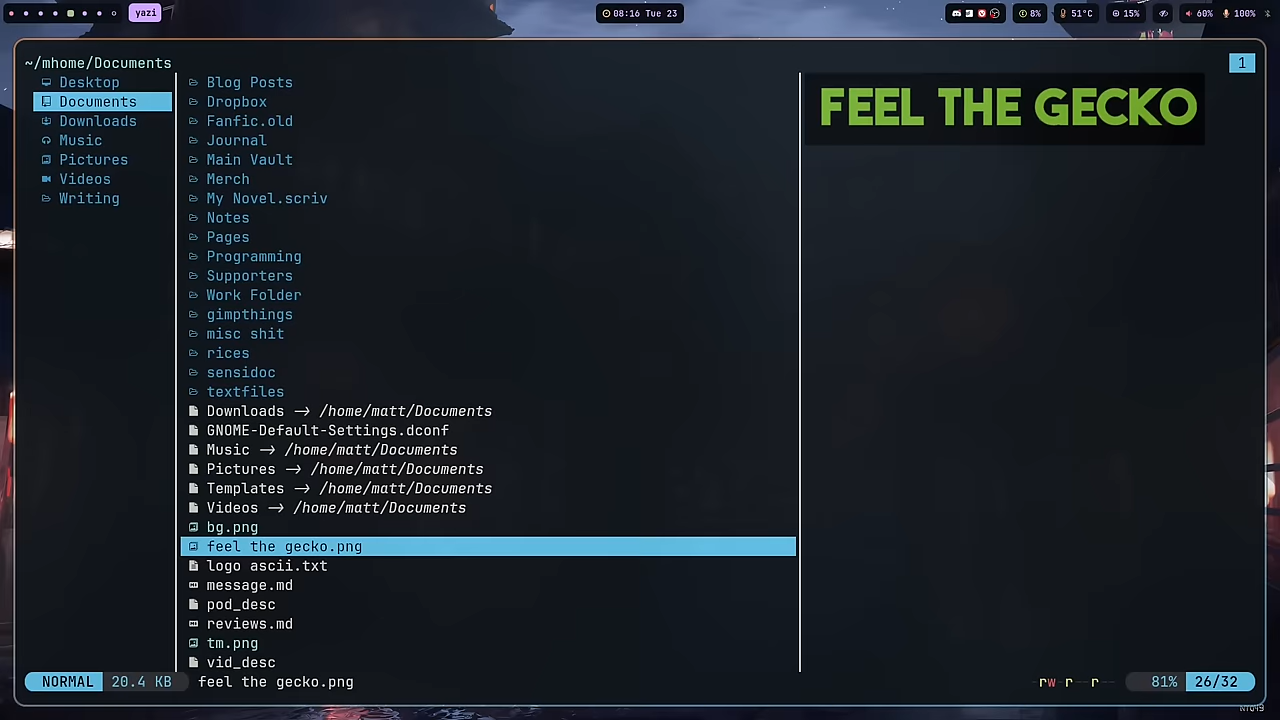 yazi
08:16 Tue 23
8%
51°C
15%
60%
100%
~/mhome/Documents
1
Desktop
Documents
Downloads
Music
Pictures
Videos
Writing
Blog Posts
Dropbox
Fanfic.old
Journal
Main Vault
Merch
My Novel.scriv
Notes
Pages
Programming
Supporters
Work Folder
gimpthings
misc shit
rices
sensidoc
textfiles
Downloads -> /home/matt/Documents
GNOME-Default-Settings.dconf
Music -> /home/matt/Documents
Pictures -> /home/matt/Documents
Templates -> /home/matt/Documents
Videos -> /home/matt/Documents
bg.png
feel the gecko.png
logo ascii.txt
message.md
pod_desc
reviews.md
tm.png
vid_desc
FEEL THE GECKO
NORMAL 20.4 KB feel the gecko.png -rw-r--r-- 81% 26/32